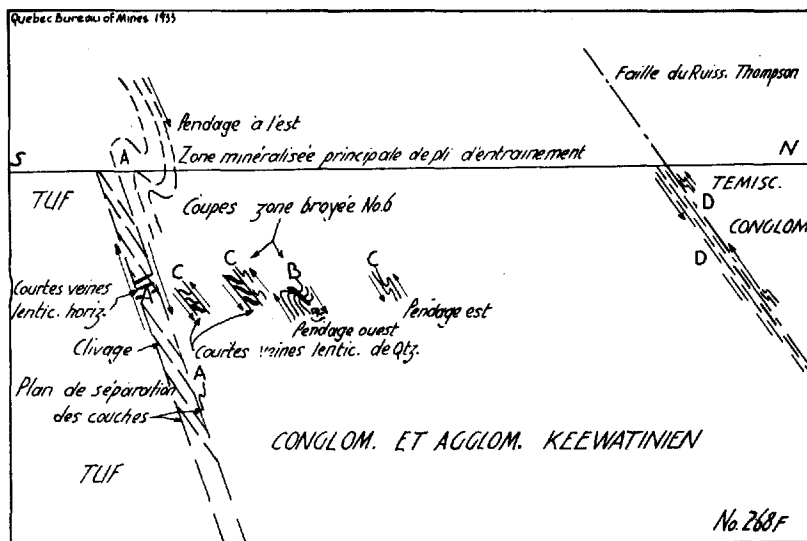 Quebec Bureau of Mines 1933
Faille du Ruiss. Thompson
Pendage à l'est
S
A
Zone minéralisée principale de pli d'entrainement
N
TUF
TEMISC.
D
Coupes zone broyée No.6
CONGLOM.
C
C
B
C
D
Courtes veines
lentic. horiz.
A
Pendage est
Pendage ouest
Clivage
Courtes veines lentic. de Qtz.
A
Plan de séparation
des couches
CONGLOM. ET AGGLOM. KEEWATINIEN
TUF
No. 268F